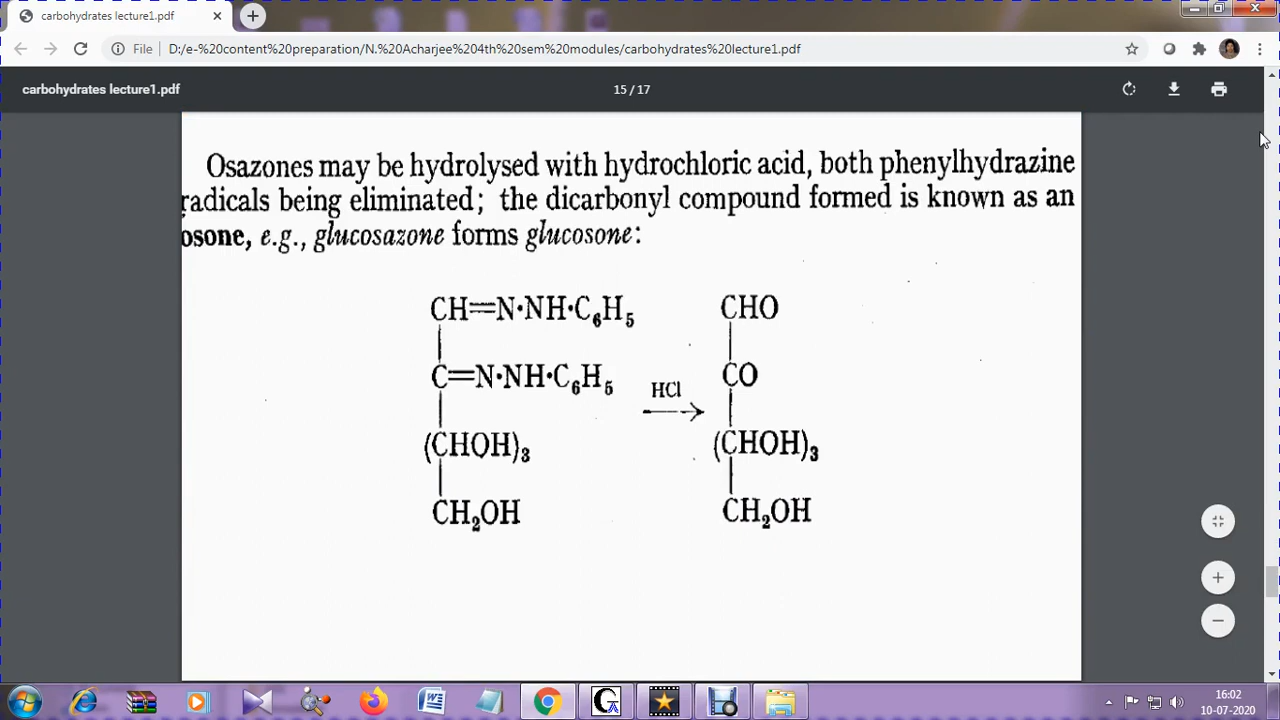 carbohydrates lecture1.pdf
File D:/e-%20content%20preparation/N.%20Acharjee%204th%20sem%20modules/carbohydrates%20lecture1.pdf
carbohydrates lecture1.pdf 15 / 17
Osazones may be hydrolysed with hydrochloric acid, both phenylhydrazine
radicals being eliminated; the dicarbonyl compound formed is known as an
osone, e.g., glucosazone forms glucosone:
CH=N·NH·C₆H₅ CHO
C=N·NH·C₆H₅ CO
HCl
(CHOH)₃ (CHOH)₃
CH₂OH CH₂OH
16:02
10-07-2020